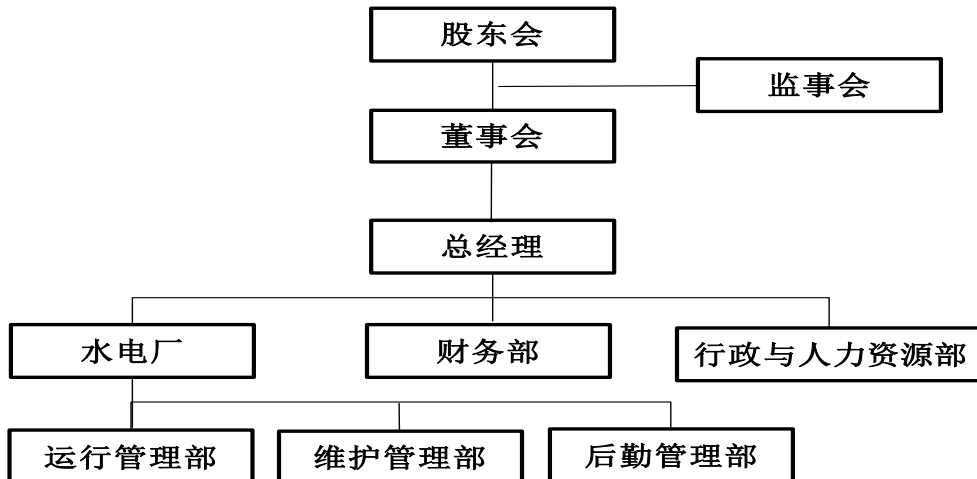 股东会
监事会
董事会
总经理
水电厂
财务部
行政与人力资源部
运行管理部
维护管理部
后勤管理部